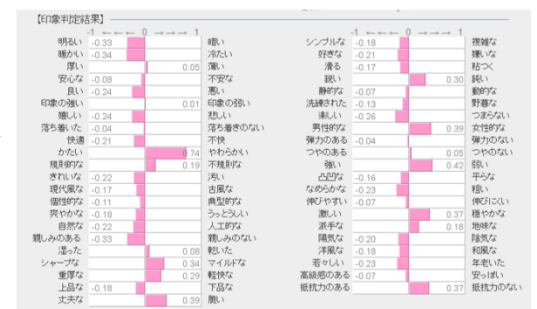 【印象判定結果】
-1 ← ← ← 0 → → → 1 -1 ← ← ← 0 → → → 1
明るい -0.33 暗い シンプルな -0.18 複雑な
暖かい -0.34 冷たい 好きな -0.21 嫌いな
厚い 0.05 薄い 滑る -0.17 粘つく
安心な -0.08 不安な 鋭い 0.30 鈍い
良い -0.24 悪い 静的な -0.07 動的な
印象の強い 0.01 印象の弱い 洗練された -0.13 野暮な
嬉しい -0.24 悲しい 楽しい -0.26 つまらない
落ち着いた -0.04 落ち着きのない 男性的な 0.39 女性的な
快適 -0.21 不快 弾力のある -0.04 弾力のない
かたい 0.74 やわらかい つやのある 0.05 つやのない
規則的な 0.19 不規則な 強い 0.42 弱い
きれいな -0.22 汚い 凸凹な -0.16 平らな
現代風な -0.17 古風な なめらかな -0.23 粗い
個性的な -0.11 典型的な 伸びやすい -0.07 伸びにくい
爽やかな -0.18 うっとうしい 激しい 0.37 穏やかな
自然な -0.22 人工的な 派手な 0.18 地味な
親しみのある -0.33 親しみのない 陽気な -0.20 陰気な
湿った 0.08 乾いた 洋風な -0.18 和風な
シャープな 0.34 マイルドな 若々しい -0.23 年老いた
重厚な 0.29 軽快な 高級感のある -0.07 安っぽい
上品な -0.18 下品な 抵抗力のある 0.37 抵抗力のない
丈夫な 0.39 脆い